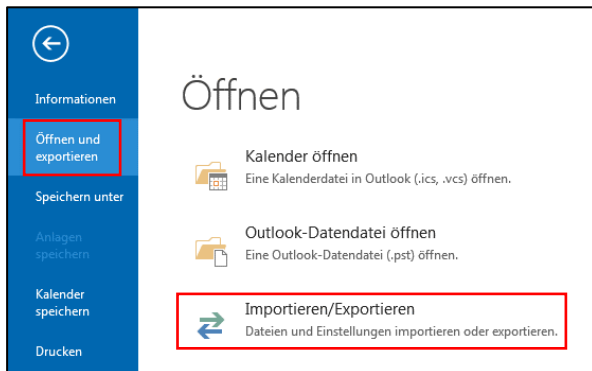 Informationen
Öffnen und
exportieren
Speichern unter
Anlagen
speichern
Kalender
speichern
Drucken
Öffnen
Kalender öffnen
Eine Kalenderdatei in Outlook (.ics, .vcs) öffnen.
Outlook-Datendatei öffnen
Eine Outlook-Datendatei (.pst) öffnen.
Importieren/Exportieren
Dateien und Einstellungen importieren oder exportieren.